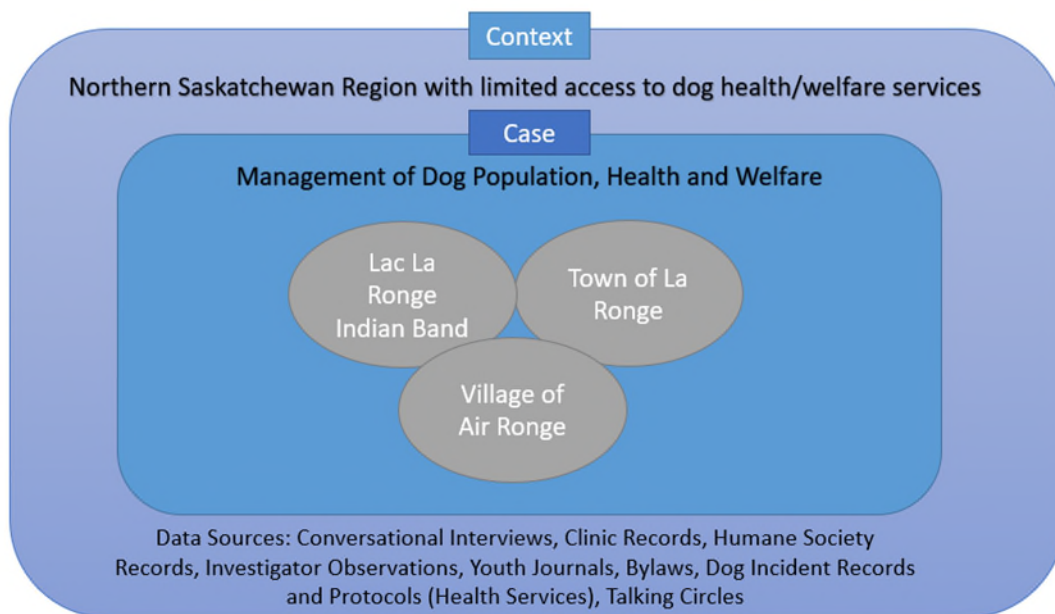 Context
Northern Saskatchewan Region with limited access to dog health/welfare services
Case
Management of Dog Population, Health and Welfare
Lac La
Ronge
Indian Band
Town of La
Ronge
Village of
Air Ronge
Data Sources: Conversational Interviews, Clinic Records, Humane Society
Records, Investigator Observations, Youth Journals, Bylaws, Dog Incident Records
and Protocols (Health Services), Talking Circles